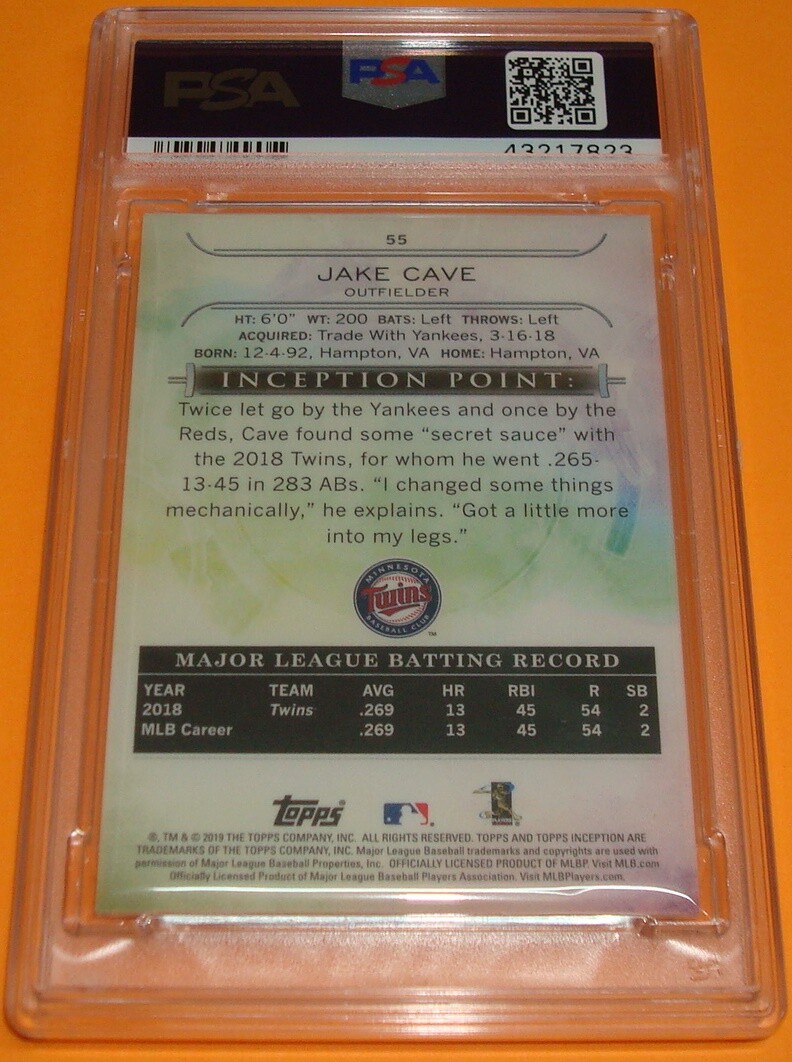 PSA
PSA
43217823
55
JAKE CAVE
OUTFIELDER
HT: 6'0" WT: 200 BATS: Left THROWS: Left
ACQUIRED: Trade With Yankees, 3-16-18
BORN: 12-4-92, Hampton, VA HOME: Hampton, VA
INCEPTION POINT:
Twice let go by the Yankees and once by the
Reds, Cave found some “secret sauce” with
the 2018 Twins, for whom he went .265-
13-45 in 283 ABs. “I changed some things
mechanically,” he explains. “Got a little more
into my legs.”
MINNESOTA
Twins
BASEBALL CLUB
TM
MAJOR LEAGUE BATTING RECORD
YEAR TEAM AVG HR RBI R SB
2018 Twins .269 13 45 54 2
MLB Career .269 13 45 54 2
topps®
®, TM & © 2019 THE TOPPS COMPANY, INC. ALL RIGHTS RESERVED. TOPPS AND TOPPS INCEPTION ARE
TRADEMARKS OF THE TOPPS COMPANY, INC. Major League Baseball trademarks and copyrights are used with
permission of Major League Baseball Properties, Inc. OFFICIALLY LICENSED PRODUCT OF MLBP. Visit MLB.com
Officially Licensed Product of Major League Baseball Players Association. Visit MLBPlayers.com.